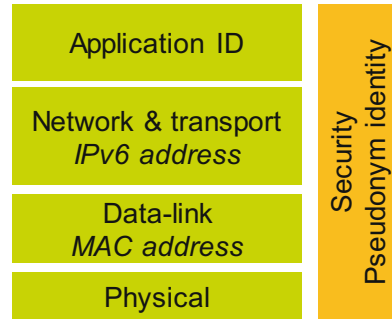 Application ID
Network & transport
IPv6 address
Data-link
MAC address
Physical
Security
Pseudonym identity